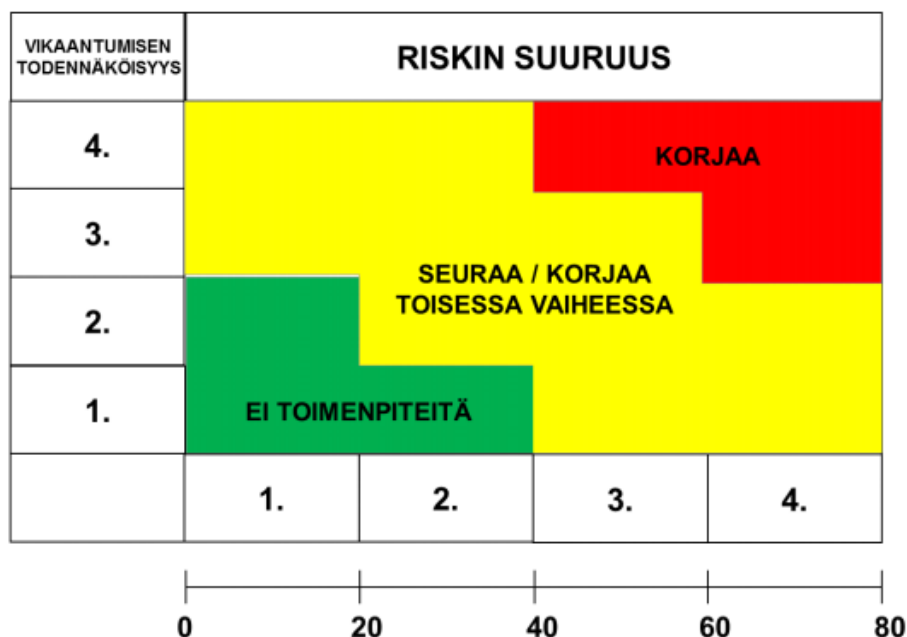 VIKAANTUMISEN
TODENNÄKÖISYYS
RISKIN SUURUUS
4.
KORJAA
3.
SEURAA / KORJAA
TOISESSA VAIHEESSA
2.
1.
EI TOIMENPITEITÄ
1. 2. 3. 4.
0 20 40 60 80